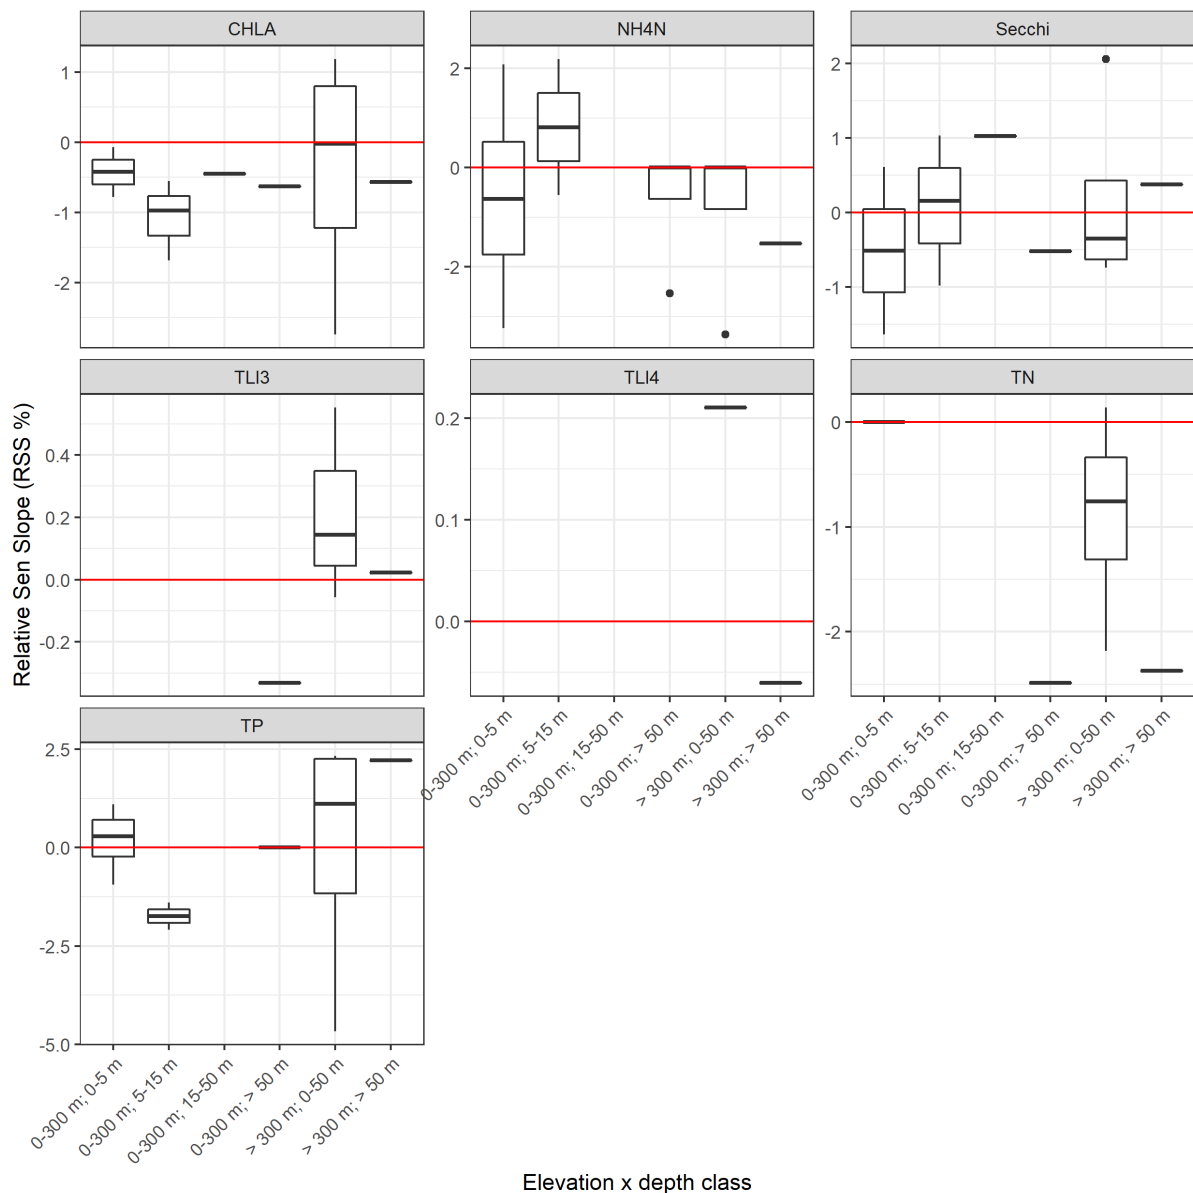 CHLA
NH4N
Secchi
1
0
-1
-2
2
0
-2
2
1
0
-1
TLI3
TLI4
TN
0.4
0.2
0.0
-0.2
0.2
0.1
0.0
0
-1
-2
Relative Sen Slope (RSS %)
TP
2.5
0.0
-2.5
-5.0
0-300 m; 0-5 m
0-300 m; 5-15 m
0-300 m; 15-50 m
0-300 m; > 50 m
> 300 m; 0-50 m
> 300 m; > 50 m
0-300 m; 0-5 m
0-300 m; 5-15 m
0-300 m; 15-50 m
0-300 m; > 50 m
> 300 m; 0-50 m
> 300 m; > 50 m
0-300 m; 0-5 m
0-300 m; 5-15 m
0-300 m; 15-50 m
0-300 m; > 50 m
> 300 m; 0-50 m
> 300 m; > 50 m
Elevation x depth class